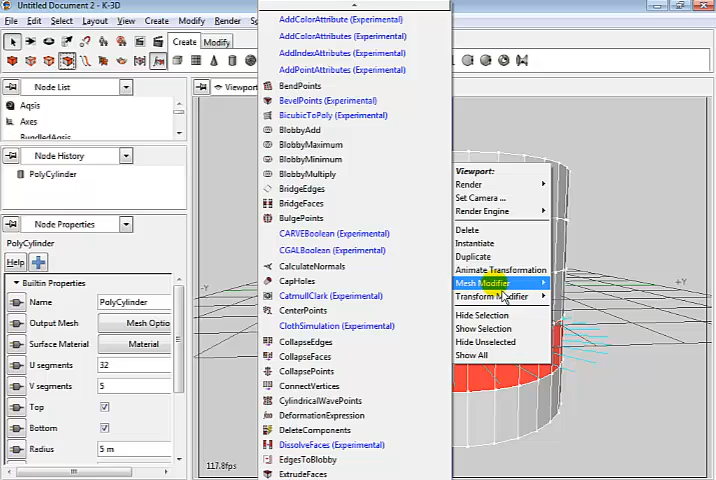 Untitled Document 2 - K-3D
File
Edit
Select
Layout
View
Create
Mesh
Render
Create
Modify
Node List
Aqsis
Axes
BundledAqsis
Node History
PolyCylinder
Node Properties
PolyCylinder
Help
Builtin Properties
Name
PolyCylinder
Output Mesh
Mesh Optio
Surface Material
Material
U segments
32
V segments
5
Top
Bottom
Radius
5 m
Viewport
-Y
+Y
117.8fps
AddColorAttribute (Experimental)
AddColorAttributes (Experimental)
AddIndexAttributes (Experimental)
AddPointAttributes (Experimental)
BendPoints
BevelPoints (Experimental)
BicubicToPoly (Experimental)
BlobbyAdd
BlobbyMaximum
BlobbyMinimum
BlobbyMultiply
BridgeEdges
BridgeFaces
BulgePoints
CARVEBoolean (Experimental)
CGALBoolean (Experimental)
CalculateNormals
CapHoles
CatmullClark (Experimental)
CenterPoints
ClothSimulation (Experimental)
CollapseEdges
CollapseFaces
CollapsePoints
ConnectVertices
CylindricalWavePoints
DeformationExpression
DeleteComponents
DissolveFaces (Experimental)
EdgesToBlobby
ExtrudeFaces
Viewport:
Render
Set Camera ...
Render Engine
Delete
Instantiate
Duplicate
Animate Transformation
Mesh Modifier
Transform Modifier
Hide Selection
Show Selection
Hide Unselected
Show All